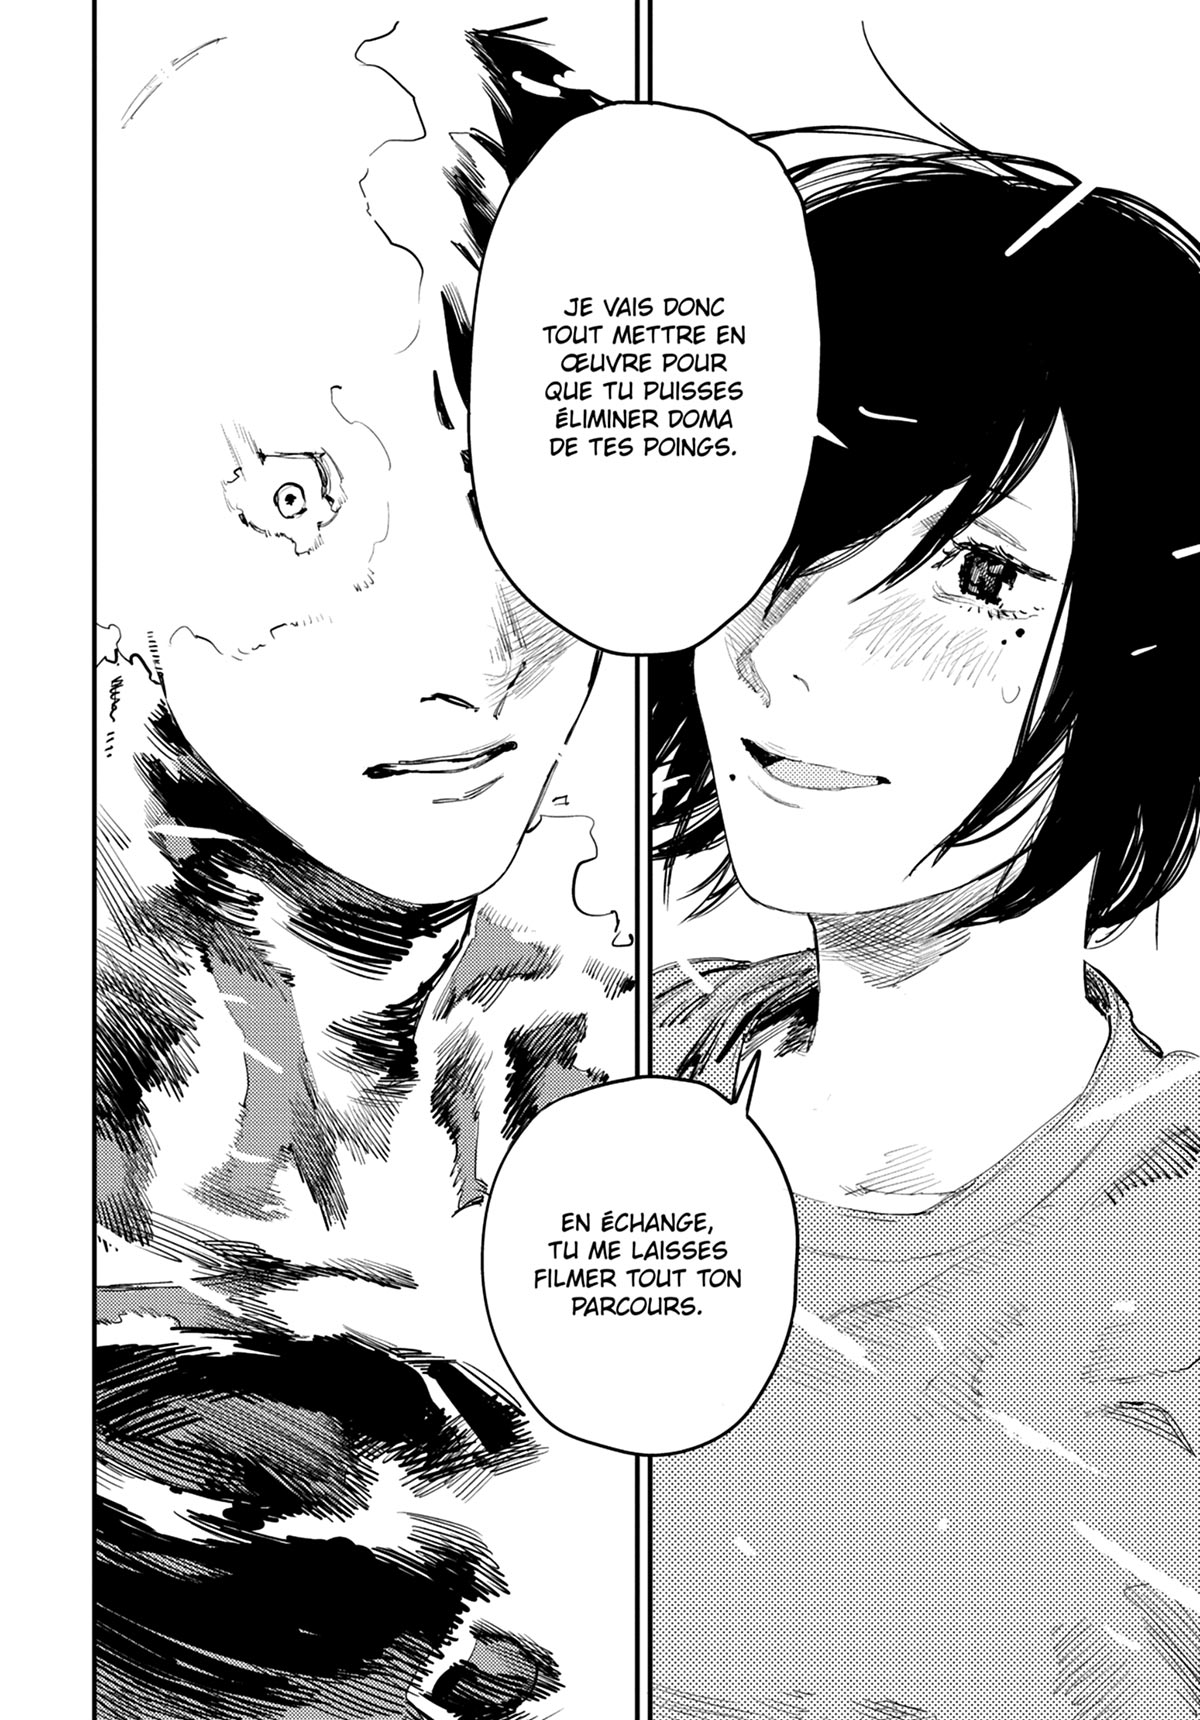 JE VAIS DONC
TOUT METTRE EN
ŒUVRE POUR
QUE TU PUISSES
ÉLIMINER DOMA
DE TES POINGS.
EN ÉCHANGE,
TU ME LAISSES
FILMER TOUT TON
PARCOURS.